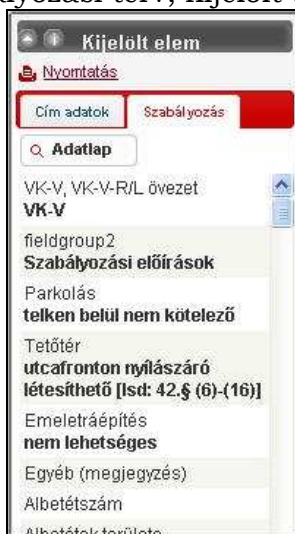 Kijelölt elem
Nyomtatás
Cím adatok Szabályozás
Adatlap
VK-V, VK-V-R/L övezet
VK-V
fieldgroup2
Szabályozási előírások
Parkolás
telken belül nem kötelező
Tetőtér
utcafronton nyílászáró
létesíthető [lsd: 42.§ (6)-(16)]
Emeletráépítés
nem lehetséges
Egyéb (megjegyzés)
Albetétszám